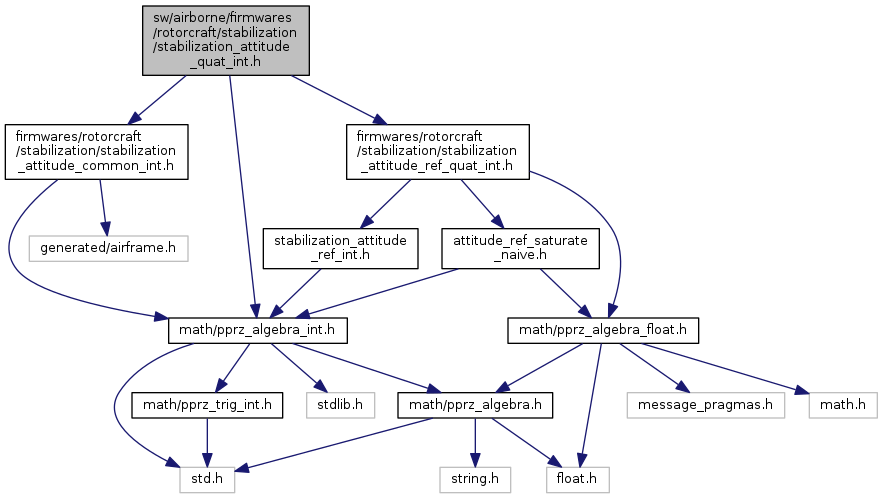 sw/airborne/firmwares
/rotorcraft/stabilization
/stabilization_attitude
_quat_int.h
firmwares/rotorcraft
/stabilization/stabilization
_attitude_common_int.h
firmwares/rotorcraft
/stabilization/stabilization
_attitude_ref_quat_int.h
generated/airframe.h
stabilization_attitude
_ref_int.h
attitude_ref_saturate
_naive.h
math/pprz_algebra_int.h
math/pprz_algebra_float.h
math/pprz_trig_int.h
stdlib.h
math/pprz_algebra.h
message_pragmas.h
math.h
std.h
string.h
float.h